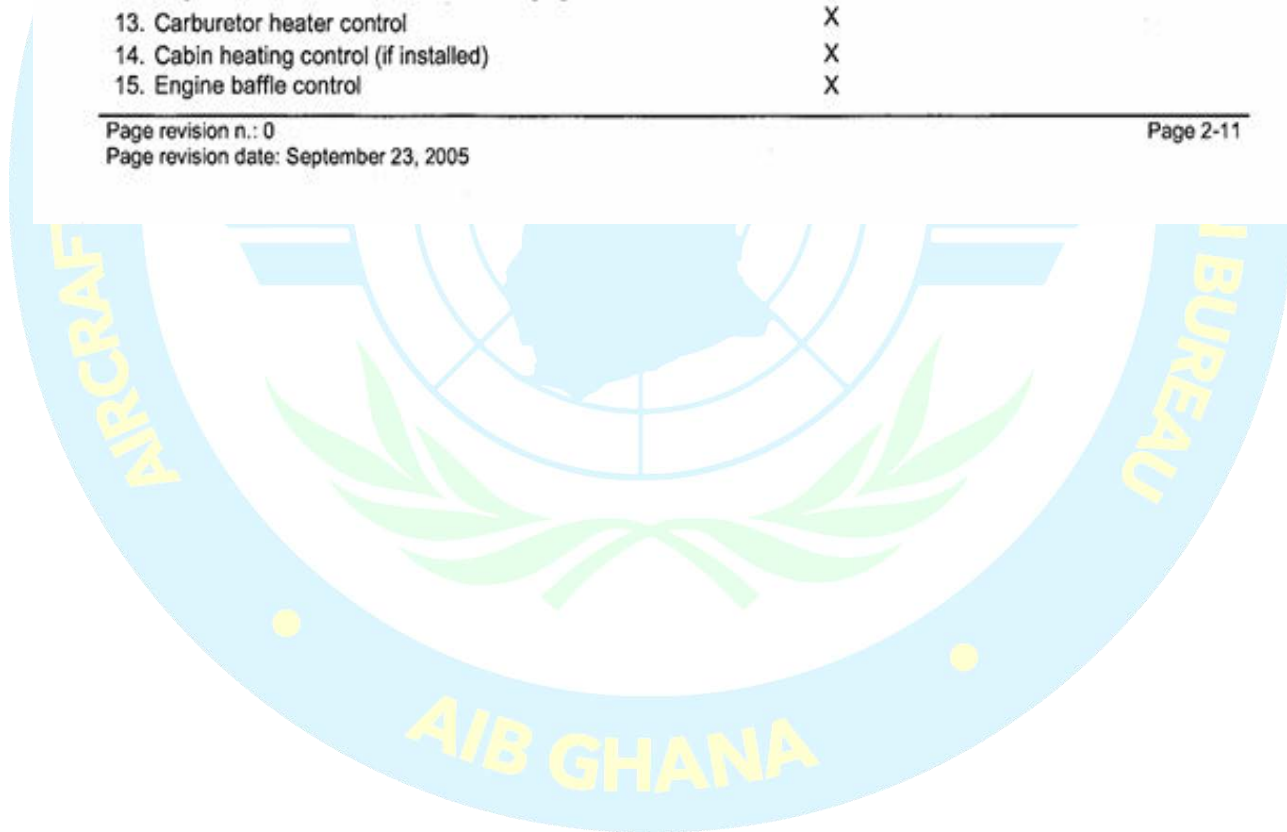 13. Carburetor heater control X
14. Cabin heating control (if installed) X
15. Engine baffle control X
Page revision n.: 0 Page 2-11
Page revision date: September 23, 2005
BUREAU
AIB GHANA